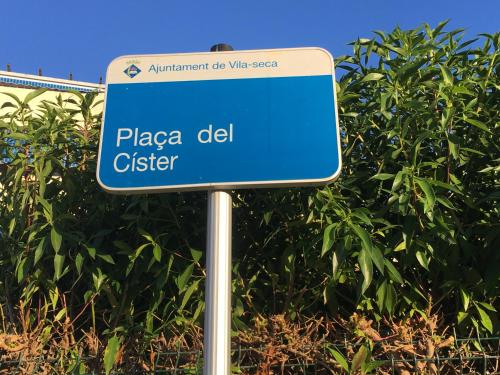 Ajuntament de Vila-seca
Plaça del
Císter